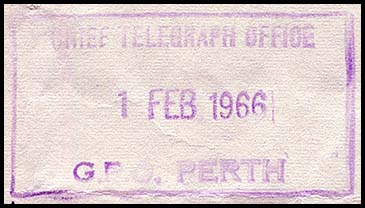 CHIEF TELEGRAPH OFFICE
1 FEB 1966
G.P.O. PERTH